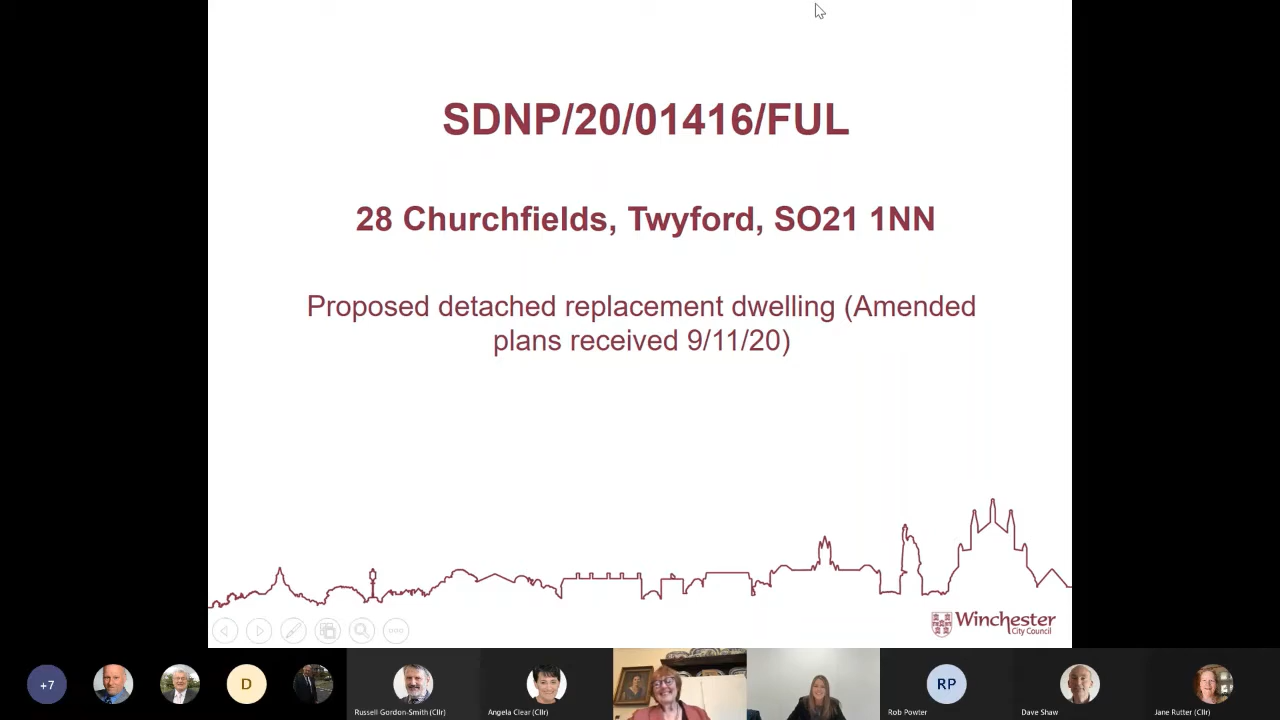 SDNP/20/01416/FUL
28 Churchfields, Twyford, SO21 1NN
Proposed detached replacement dwelling (Amended
plans received 9/11/20)
Winchester
City Council
+7
D
RP
Russell Gordon-Smith (Cllr)
Angela Clear (Cllr)
Rob Powter
Dave Shaw
Jane Rutter (Cllr)